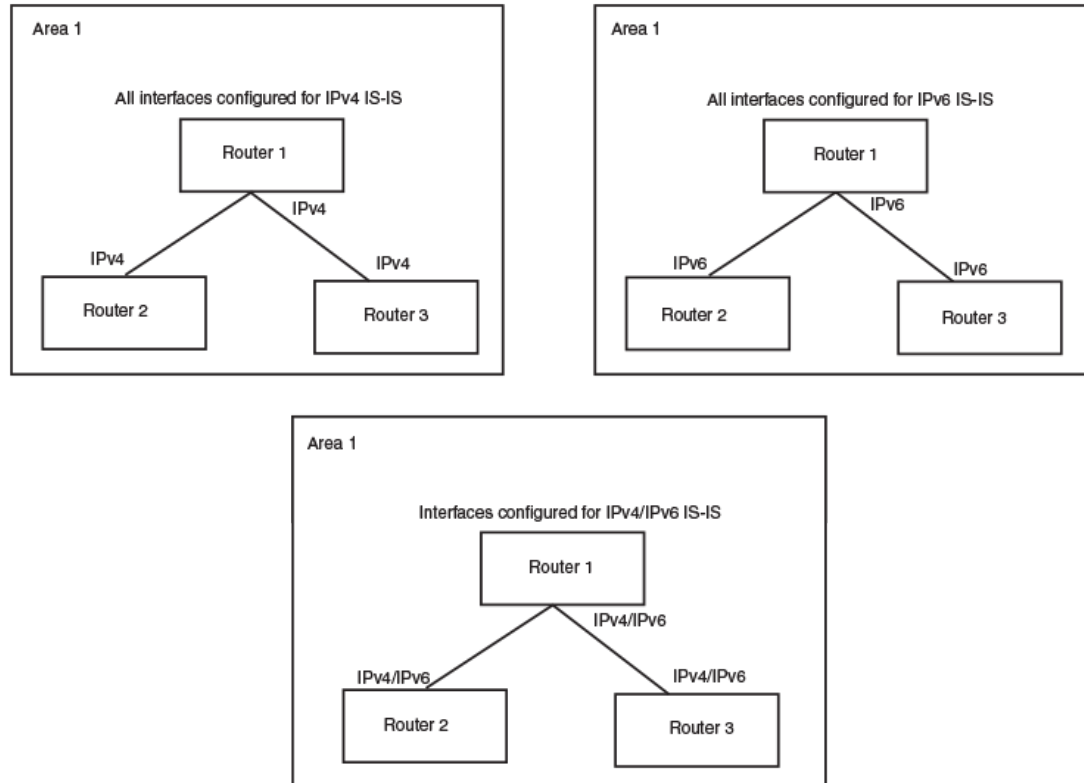 Area 1
All interfaces configured for IPv4 IS-IS
Router 1
IPv4
IPv4
IPv4
Router 2
Router 3
Area 1
All interfaces configured for IPv6 IS-IS
Router 1
IPv6
IPv6
IPv6
Router 2
Router 3
Area 1
Interfaces configured for IPv4/IPv6 IS-IS
Router 1
IPv4/IPv6
IPv4/IPv6
IPv4/IPv6
Router 2
Router 3